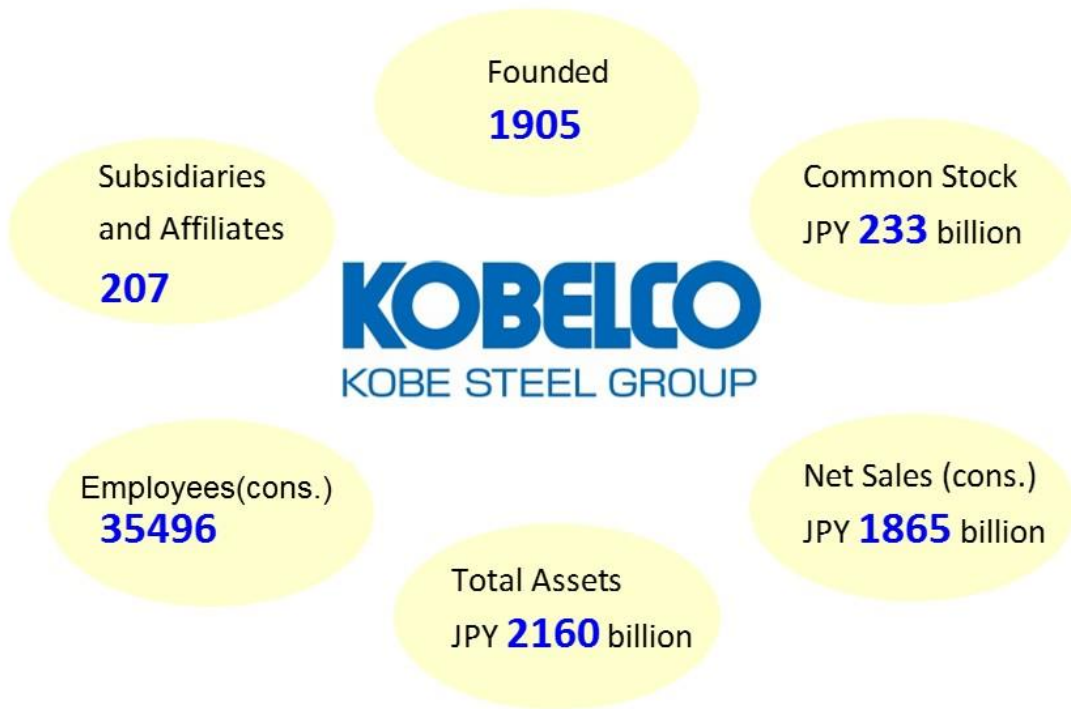 Founded
1905
Subsidiaries
and Affiliates
207
Common Stock
JPY 233 billion
KOBELCO
KOBE STEEL GROUP
Employees(cons.)
35496
Net Sales (cons.)
JPY 1865 billion
Total Assets
JPY 2160 billion